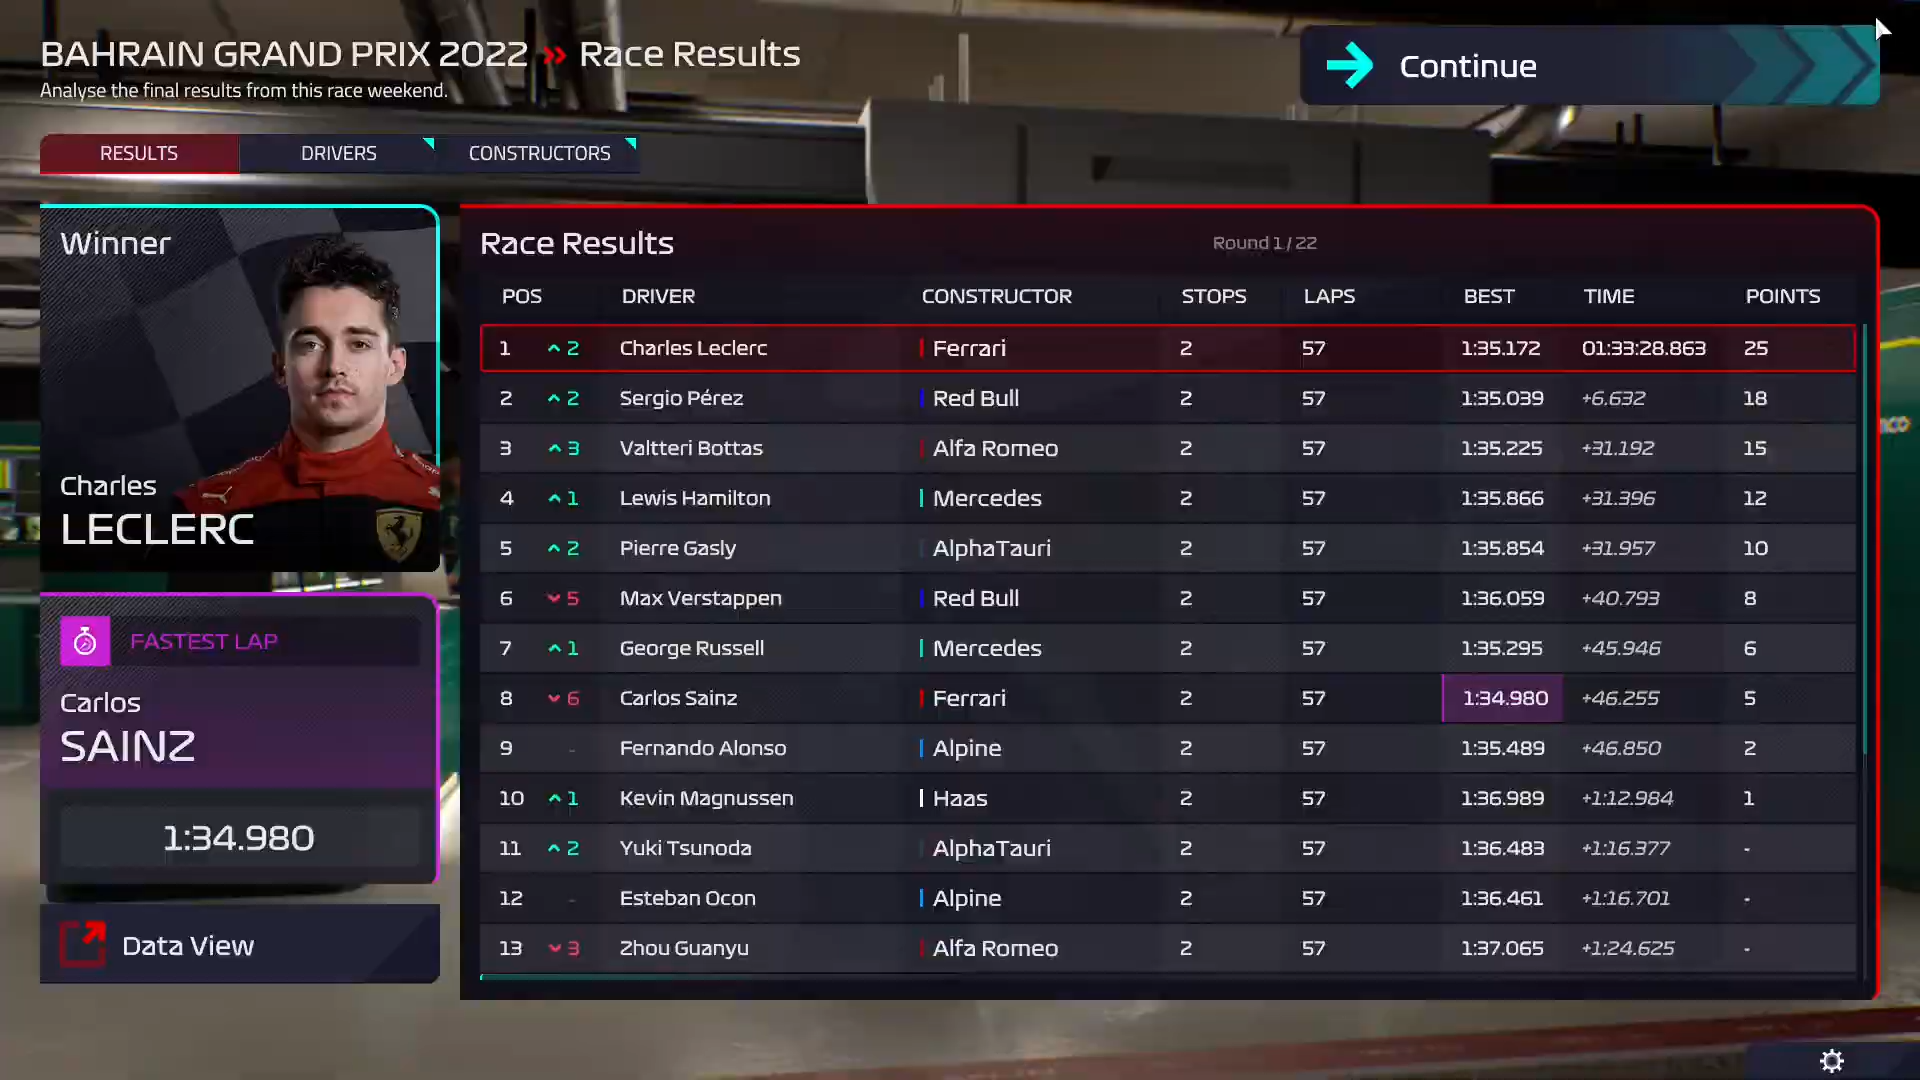 BAHRAIN GRAND PRIX 2022 » Race Results
Analyse the final results from this race weekend.
Continue
RESULTS DRIVERS CONSTRUCTORS
Winner
Charles
LECLERC
FASTEST LAP
Carlos
SAINZ
1:34.980
Data View
Race Results Round 1 / 22
POS DRIVER CONSTRUCTOR STOPS LAPS BEST TIME POINTS
1 2 Charles Leclerc Ferrari 2 57 1:35.172 01:33:28.863 25
2 2 Sergio Pérez Red Bull 2 57 1:35.039 +6.632 18
3 3 Valtteri Bottas Alfa Romeo 2 57 1:35.225 +31.192 15
4 1 Lewis Hamilton Mercedes 2 57 1:35.866 +31.396 12
5 2 Pierre Gasly AlphaTauri 2 57 1:35.854 +31.957 10
6 5 Max Verstappen Red Bull 2 57 1:36.059 +40.793 8
7 1 George Russell Mercedes 2 57 1:35.295 +45.946 6
8 6 Carlos Sainz Ferrari 2 57 1:34.980 +46.255 5
9 - Fernando Alonso Alpine 2 57 1:35.489 +46.850 2
10 1 Kevin Magnussen Haas 2 57 1:36.989 +1:12.984 1
11 2 Yuki Tsunoda AlphaTauri 2 57 1:36.483 +1:16.377 -
12 - Esteban Ocon Alpine 2 57 1:36.461 +1:16.701 -
13 3 Zhou Guanyu Alfa Romeo 2 57 1:37.065 +1:24.625 -